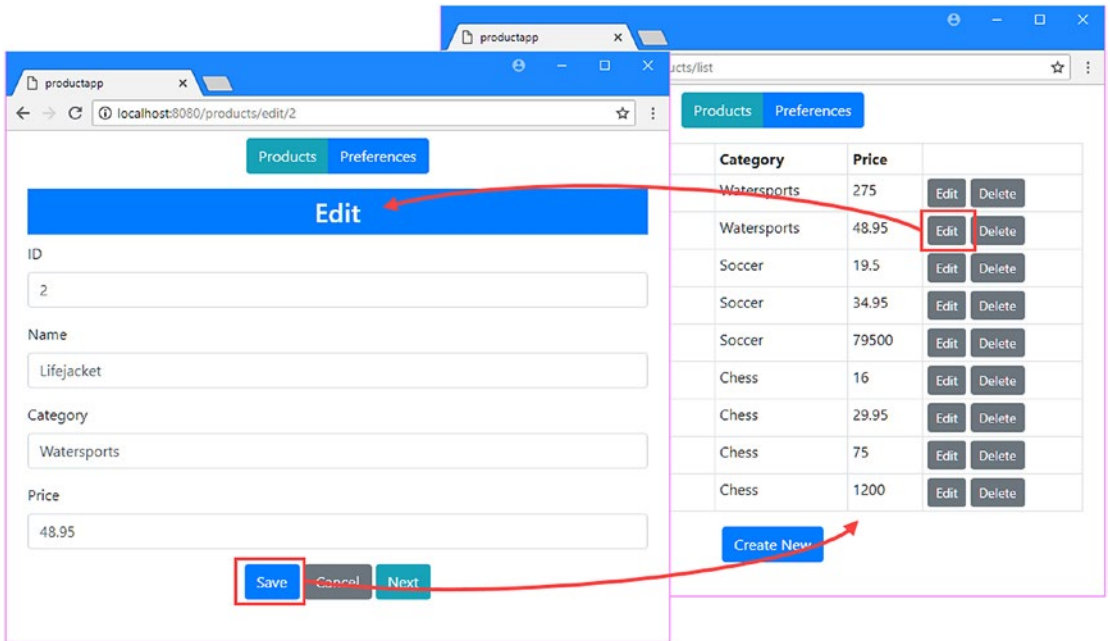 productapp
localhost:8080/products/edit/2
Products Preferences
Edit
ID
2
Name
Lifejacket
Category
Watersports
Price
48.95
Save Cancel Next
productapp
ucts/list
Products Preferences
Category Price
Watersports 275 Edit Delete
Watersports 48.95 Edit Delete
Soccer 19.5 Edit Delete
Soccer 34.95 Edit Delete
Soccer 79500 Edit Delete
Chess 16 Edit Delete
Chess 29.95 Edit Delete
Chess 75 Edit Delete
Chess 1200 Edit Delete
Create New